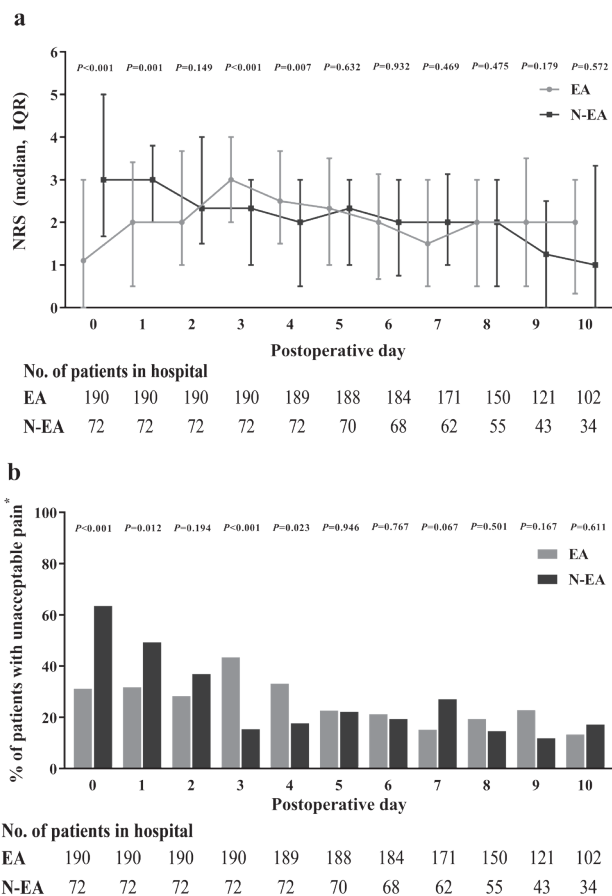 a
P<0.001 P=0.001 P=0.149 P<0.001 P=0.007 P=0.632 P=0.932 P=0.469 P=0.475 P=0.179 P=0.572
NRS (median, IQR)
6
5
4
3
2
1
0
EA
N-EA
0 1 2 3 4 5 6 7 8 9 10
Postoperative day
No. of patients in hospital
EA 190 190 190 190 189 188 184 171 150 121 102
N-EA 72 72 72 72 72 70 68 62 55 43 34
b
P<0.001 P=0.012 P=0.194 P<0.001 P=0.023 P=0.946 P=0.767 P=0.067 P=0.501 P=0.167 P=0.611
% of patients with unacceptable pain*
100
80
60
40
20
0
EA
N-EA
0 1 2 3 4 5 6 7 8 9 10
Postoperative day
No. of patients in hospital
EA 190 190 190 190 189 188 184 171 150 121 102
N-EA 72 72 72 72 72 70 68 62 55 43 34